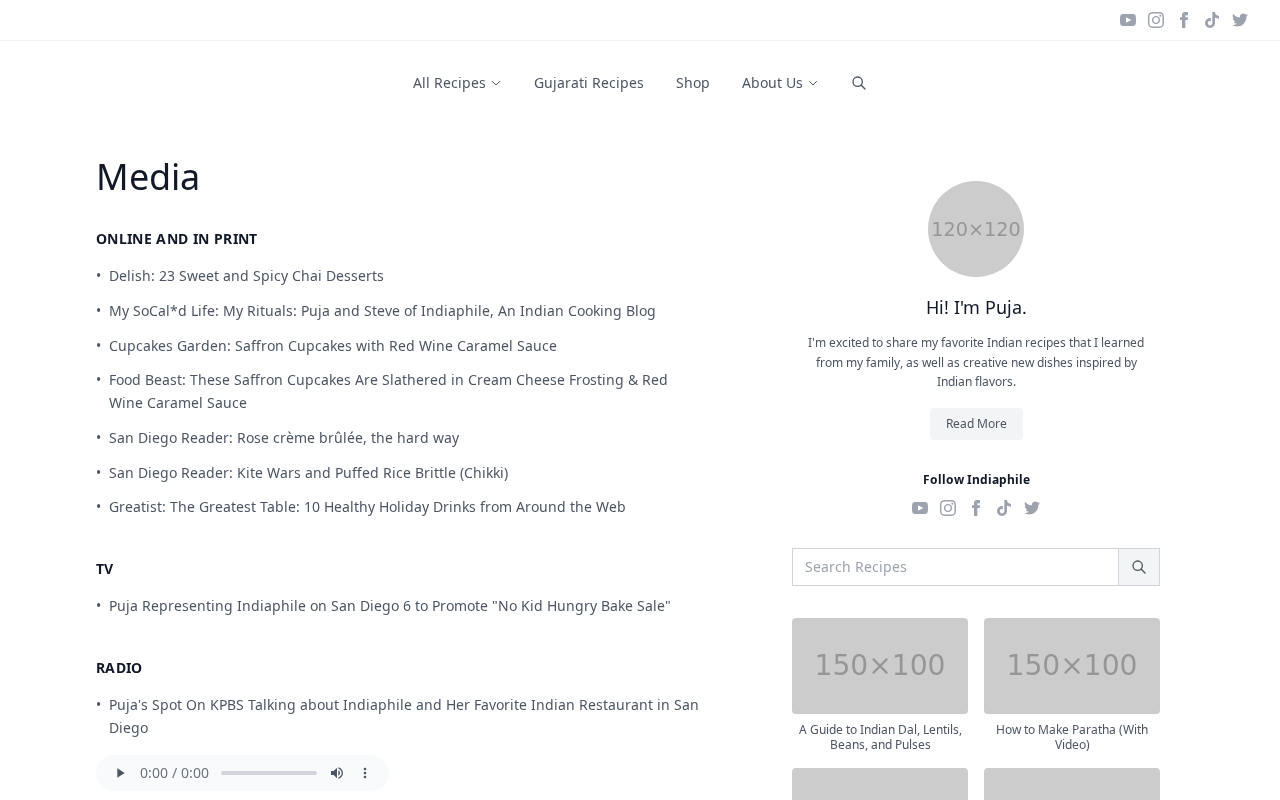 All Recipes
Gujarati Recipes
Shop
About Us
Media
ONLINE AND IN PRINT
• Delish: 23 Sweet and Spicy Chai Desserts
• My SoCal*d Life: My Rituals: Puja and Steve of Indiaphile, An Indian Cooking Blog
• Cupcakes Garden: Saffron Cupcakes with Red Wine Caramel Sauce
• Food Beast: These Saffron Cupcakes Are Slathered in Cream Cheese Frosting & Red
Wine Caramel Sauce
• San Diego Reader: Rose crème brûlée, the hard way
• San Diego Reader: Kite Wars and Puffed Rice Brittle (Chikki)
• Greatist: The Greatest Table: 10 Healthy Holiday Drinks from Around the Web
TV
• Puja Representing Indiaphile on San Diego 6 to Promote "No Kid Hungry Bake Sale"
RADIO
• Puja's Spot On KPBS Talking about Indiaphile and Her Favorite Indian Restaurant in San
Diego
0:00 / 0:00
120×120
Hi! I'm Puja.
I'm excited to share my favorite Indian recipes that I learned
from my family, as well as creative new dishes inspired by
Indian flavors.
Read More
Follow Indiaphile
Search Recipes
150×100
150×100
A Guide to Indian Dal, Lentils,
Beans, and Pulses
How to Make Paratha (With
Video)